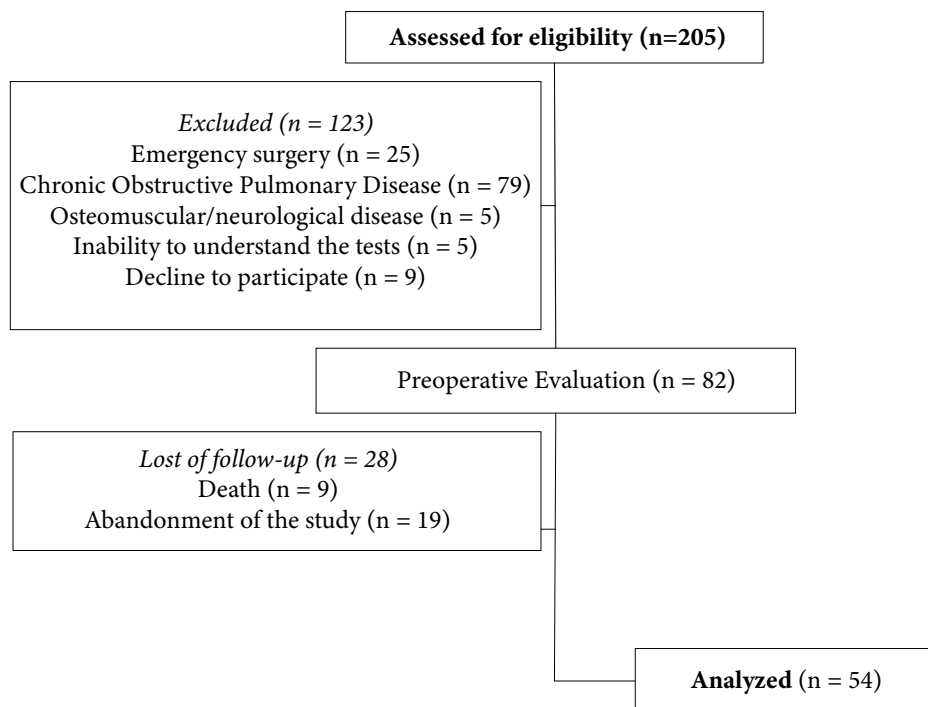 Assessed for eligibility (n=205)
Excluded (n = 123)
Emergency surgery (n = 25)
Chronic Obstructive Pulmonary Disease (n = 79)
Osteomuscular/neurological disease (n = 5)
Inability to understand the tests (n = 5)
Decline to participate (n = 9)
Preoperative Evaluation (n = 82)
Lost of follow-up (n = 28)
Death (n = 9)
Abandonment of the study (n = 19)
Analyzed (n = 54)